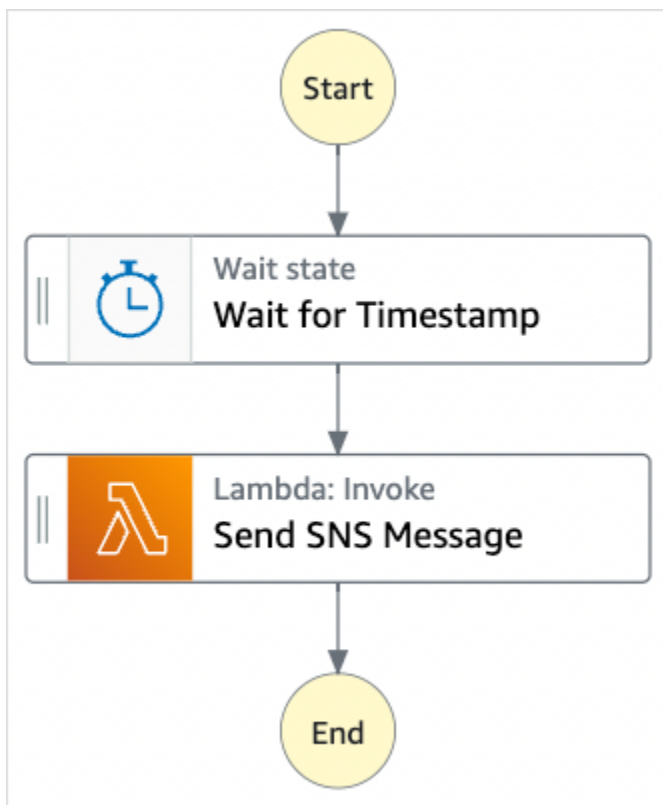 Start
Wait state
Wait for Timestamp
Lambda: Invoke
Send SNS Message
End